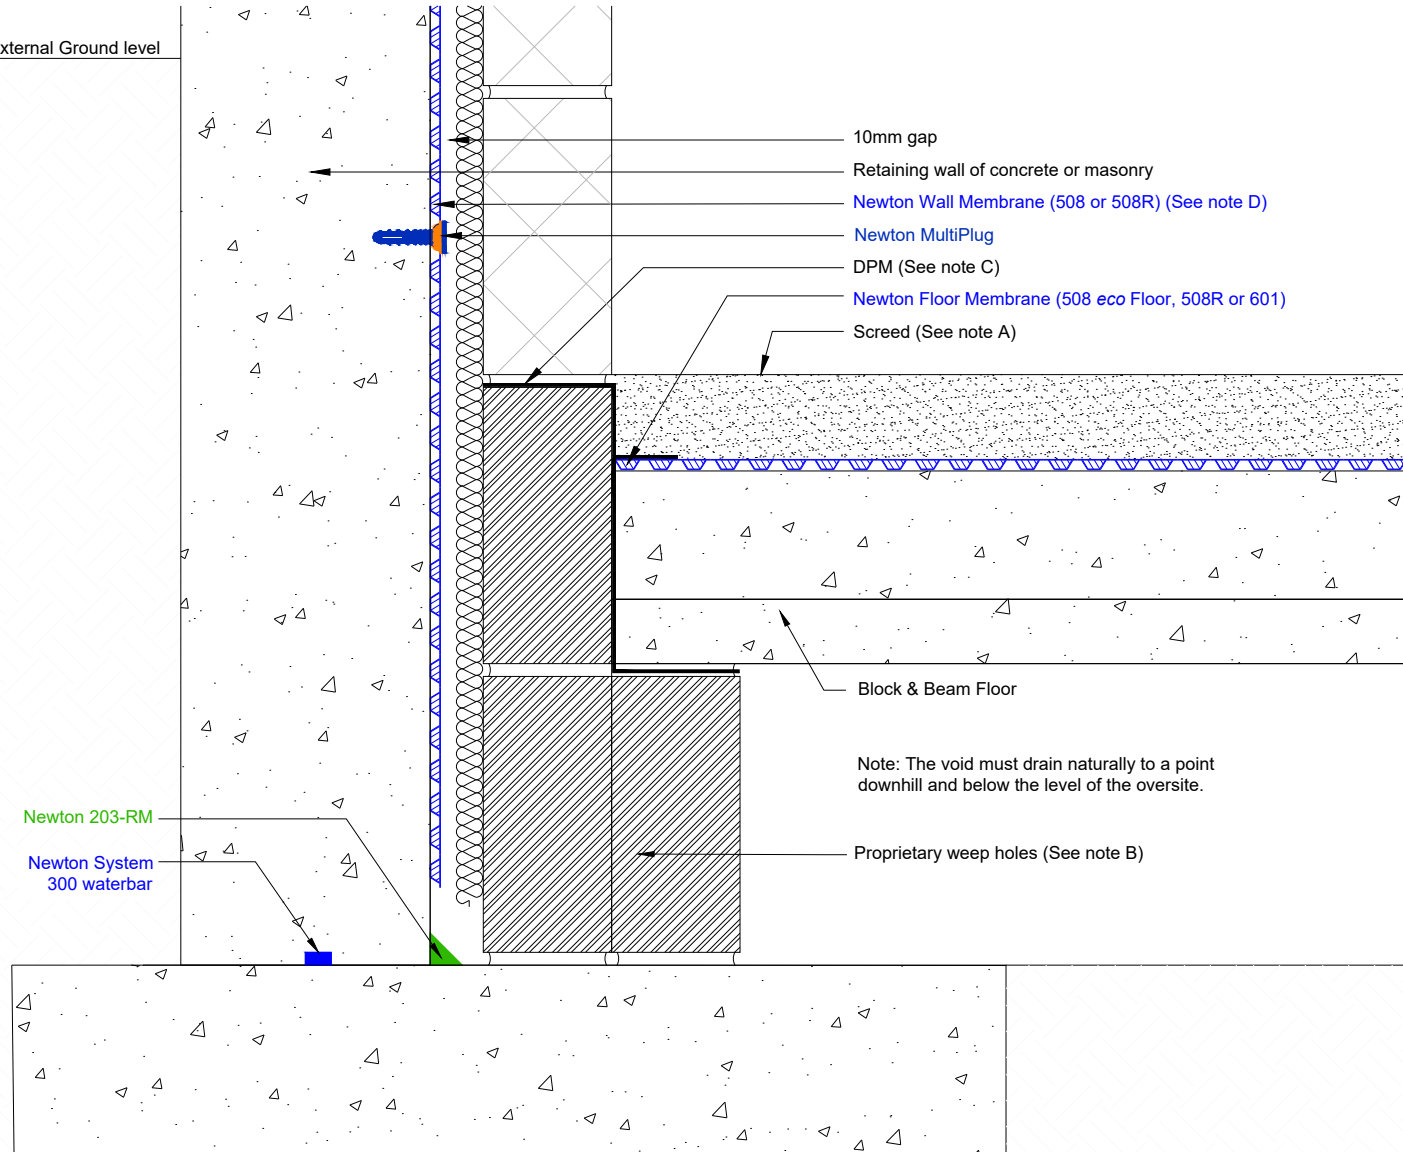 xternal Ground level
10mm gap
Retaining wall of concrete or masonry
Newton Wall Membrane (508 or 508R) (See note D)
Newton MultiPlug
DPM (See note C)
Newton Floor Membrane (508 eco Floor, 508R or 601)
Screed (See note A)
Block & Beam Floor
Note: The void must drain naturally to a point
downhill and below the level of the oversite.
Newton 203-RM
Newton System
300 waterbar
Proprietary weep holes (See note B)